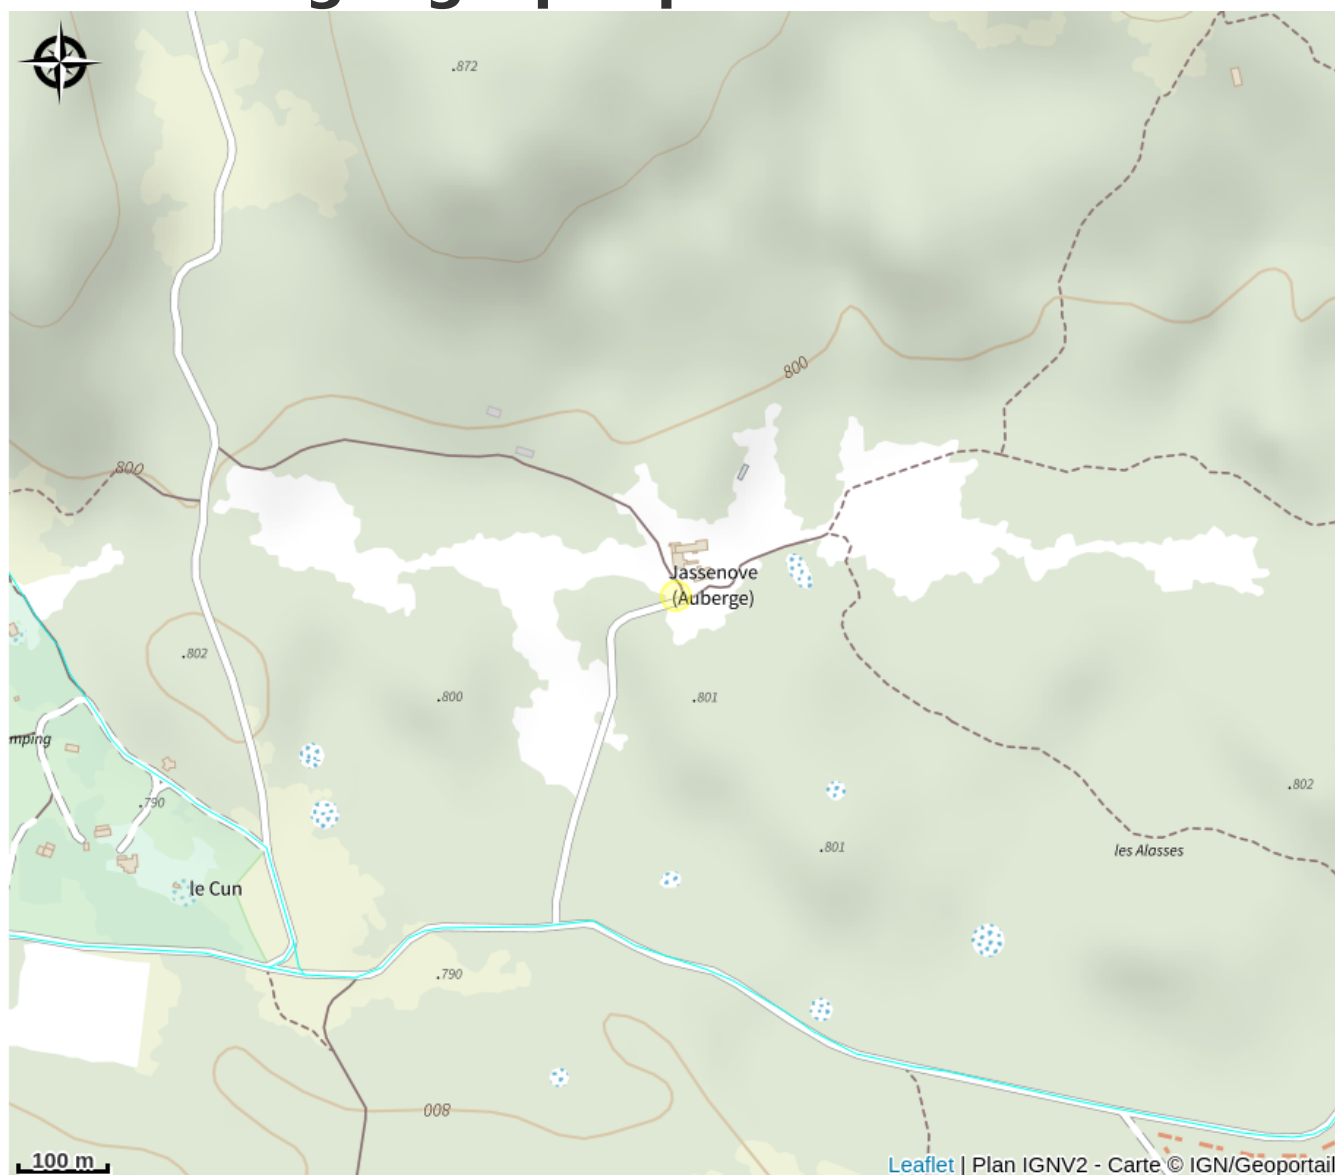 .872
800
800
Jassenove
(Auberge)
.802
.800
.801
mping
.790
.802
.801
les Alasses
le Cun
.790
800
100 m
Leaflet | Plan IGNV2 - Carte © IGN/Geoportail